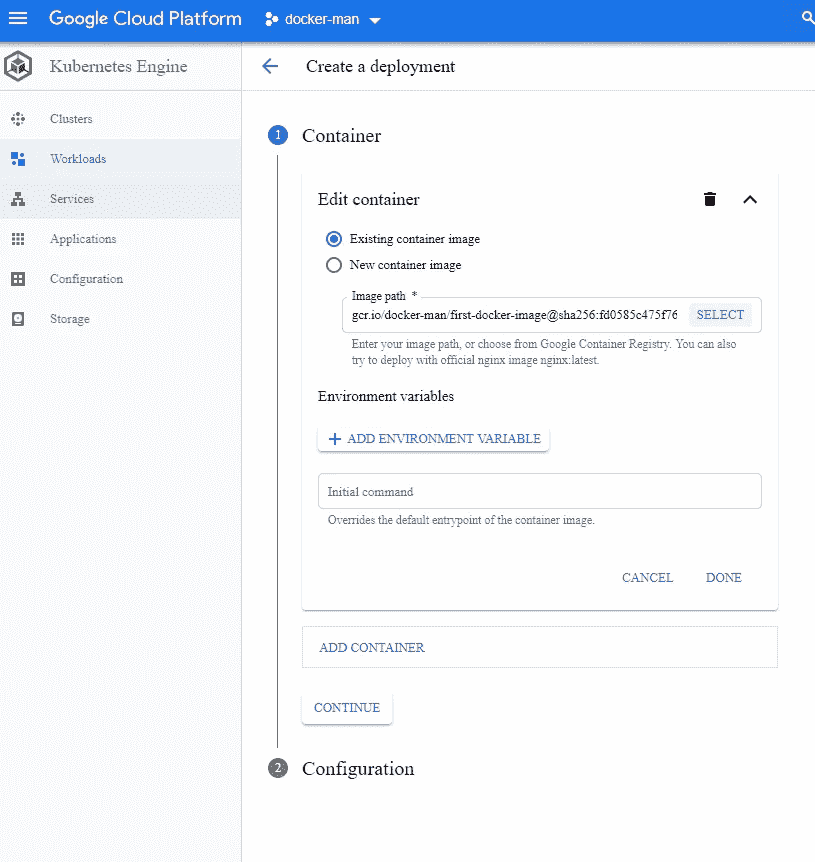 Google Cloud Platform docker-man
Kubernetes Engine
Create a deployment
Clusters
Workloads
Services
Applications
Configuration
Storage
1 Container
Edit container
Existing container image
New container image
Image path *
gcr.io/docker-man/first-docker-image@sha256:fd0585c475f76 SELECT
Enter your image path, or choose from Google Container Registry. You can also
try to deploy with official nginx image nginx:latest.
Environment variables
+ ADD ENVIRONMENT VARIABLE
Initial command
Overrides the default entrypoint of the container image.
CANCEL DONE
ADD CONTAINER
CONTINUE
2 Configuration